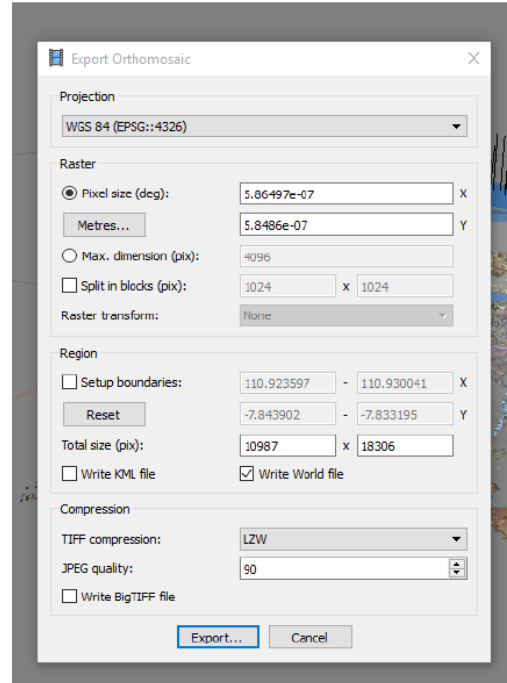 Export Orthomosaic
Projection
WGS 84 (EPSG::4326)
Raster
Pixel size (deg): 5.86497e-07 X
Metres... 5.8486e-07 Y
Max. dimension (pix): 4096
Split in blocks (pix): 1024 x 1024
Raster transform: None
Region
Setup boundaries: 110.923597 - 110.930041 X
Reset -7.843902 - -7.833195 Y
Total size (pix): 10987 x 18306
Write KML file Write World file
Compression
TIFF compression: LZW
JPEG quality: 90
Write BigTIFF file
Export... Cancel